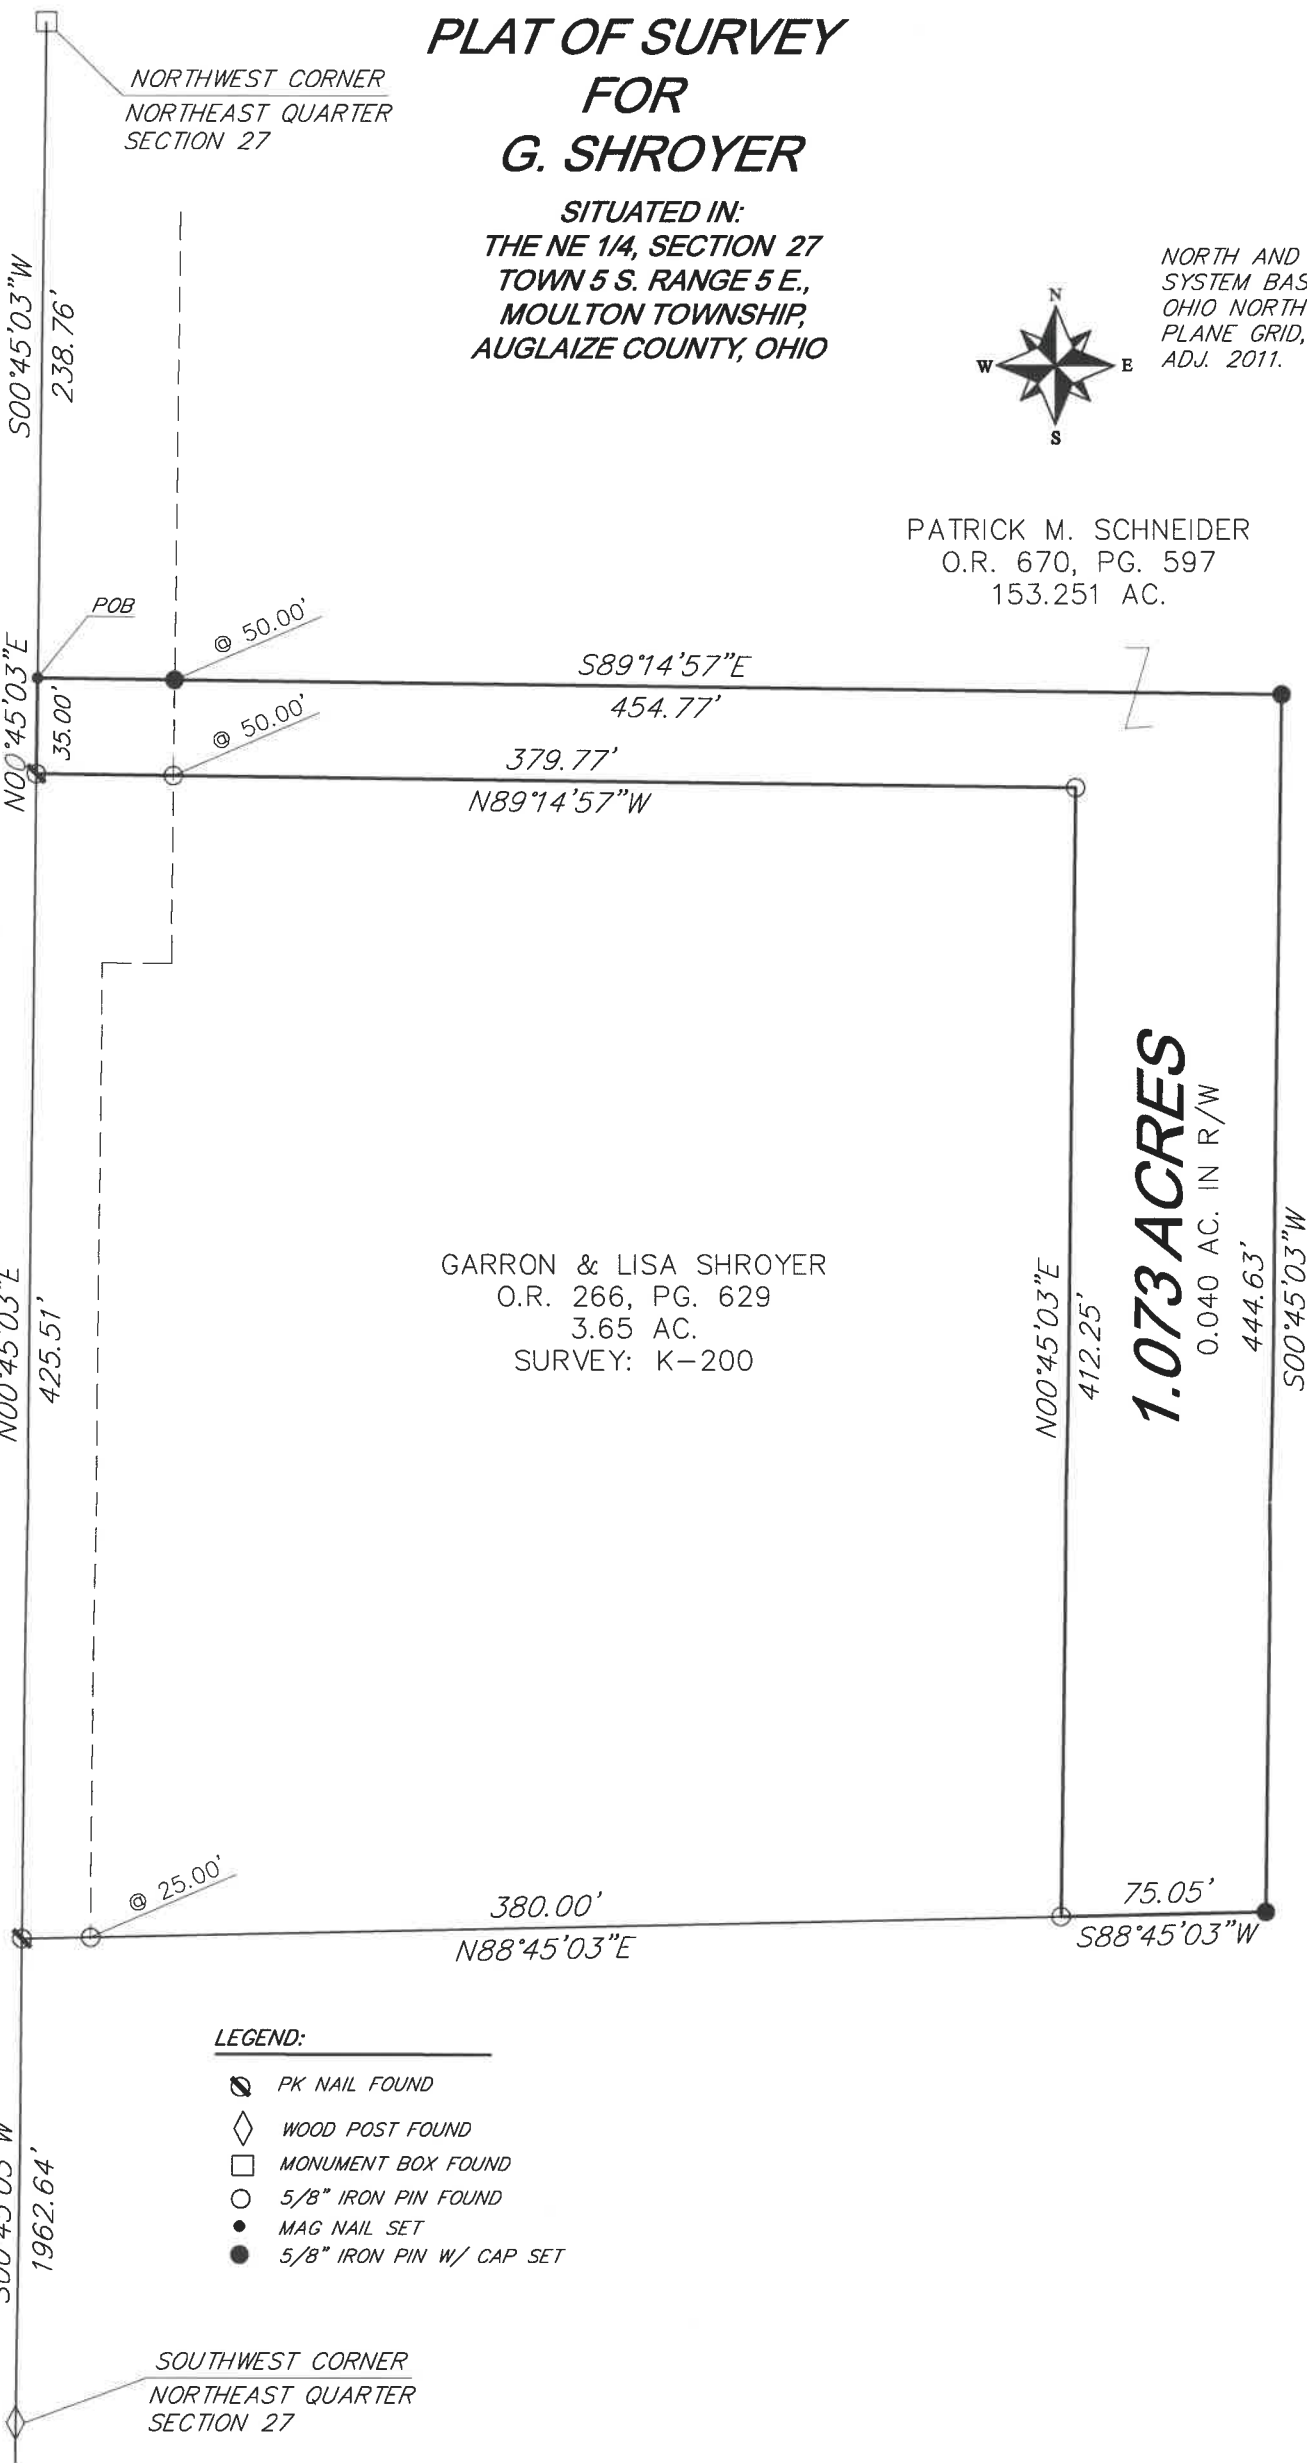 PLAT OF SURVEY
FOR
G. SHROYER
SITUATED IN:
THE NE 1/4, SECTION 27
TOWN 5 S. RANGE 5 E.,
MOULTON TOWNSHIP,
AUGLAIZE COUNTY, OHIO
NORTHWEST CORNER
NORTHEAST QUARTER
SECTION 27
NORTH AND
SYSTEM BAS
OHIO NORTH
PLANE GRID,
ADJ. 2011.
N
W
E
S
S00°45'03"W
238.76'
PATRICK M. SCHNEIDER
O.R. 670, PG. 597
153.251 AC.
POB
@ 50.00'
S89°14'57"E
454.77'
N00°45'03"E
35.00'
@ 50.00'
379.77'
N89°14'57"W
1.073 ACRES
0.040 AC. IN R/W
444.63'
S00°45'03"W
N00°45'03"E
412.25'
GARRON & LISA SHROYER
O.R. 266, PG. 629
3.65 AC.
SURVEY: K-200
N00°45'03"E
425.51'
@ 25.00'
380.00'
N88°45'03"E
75.05'
S88°45'03"W
LEGEND:
PK NAIL FOUND
WOOD POST FOUND
MONUMENT BOX FOUND
5/8" IRON PIN FOUND
MAG NAIL SET
5/8" IRON PIN W/ CAP SET
S00°45'03"W
1962.64'
SOUTHWEST CORNER
NORTHEAST QUARTER
SECTION 27